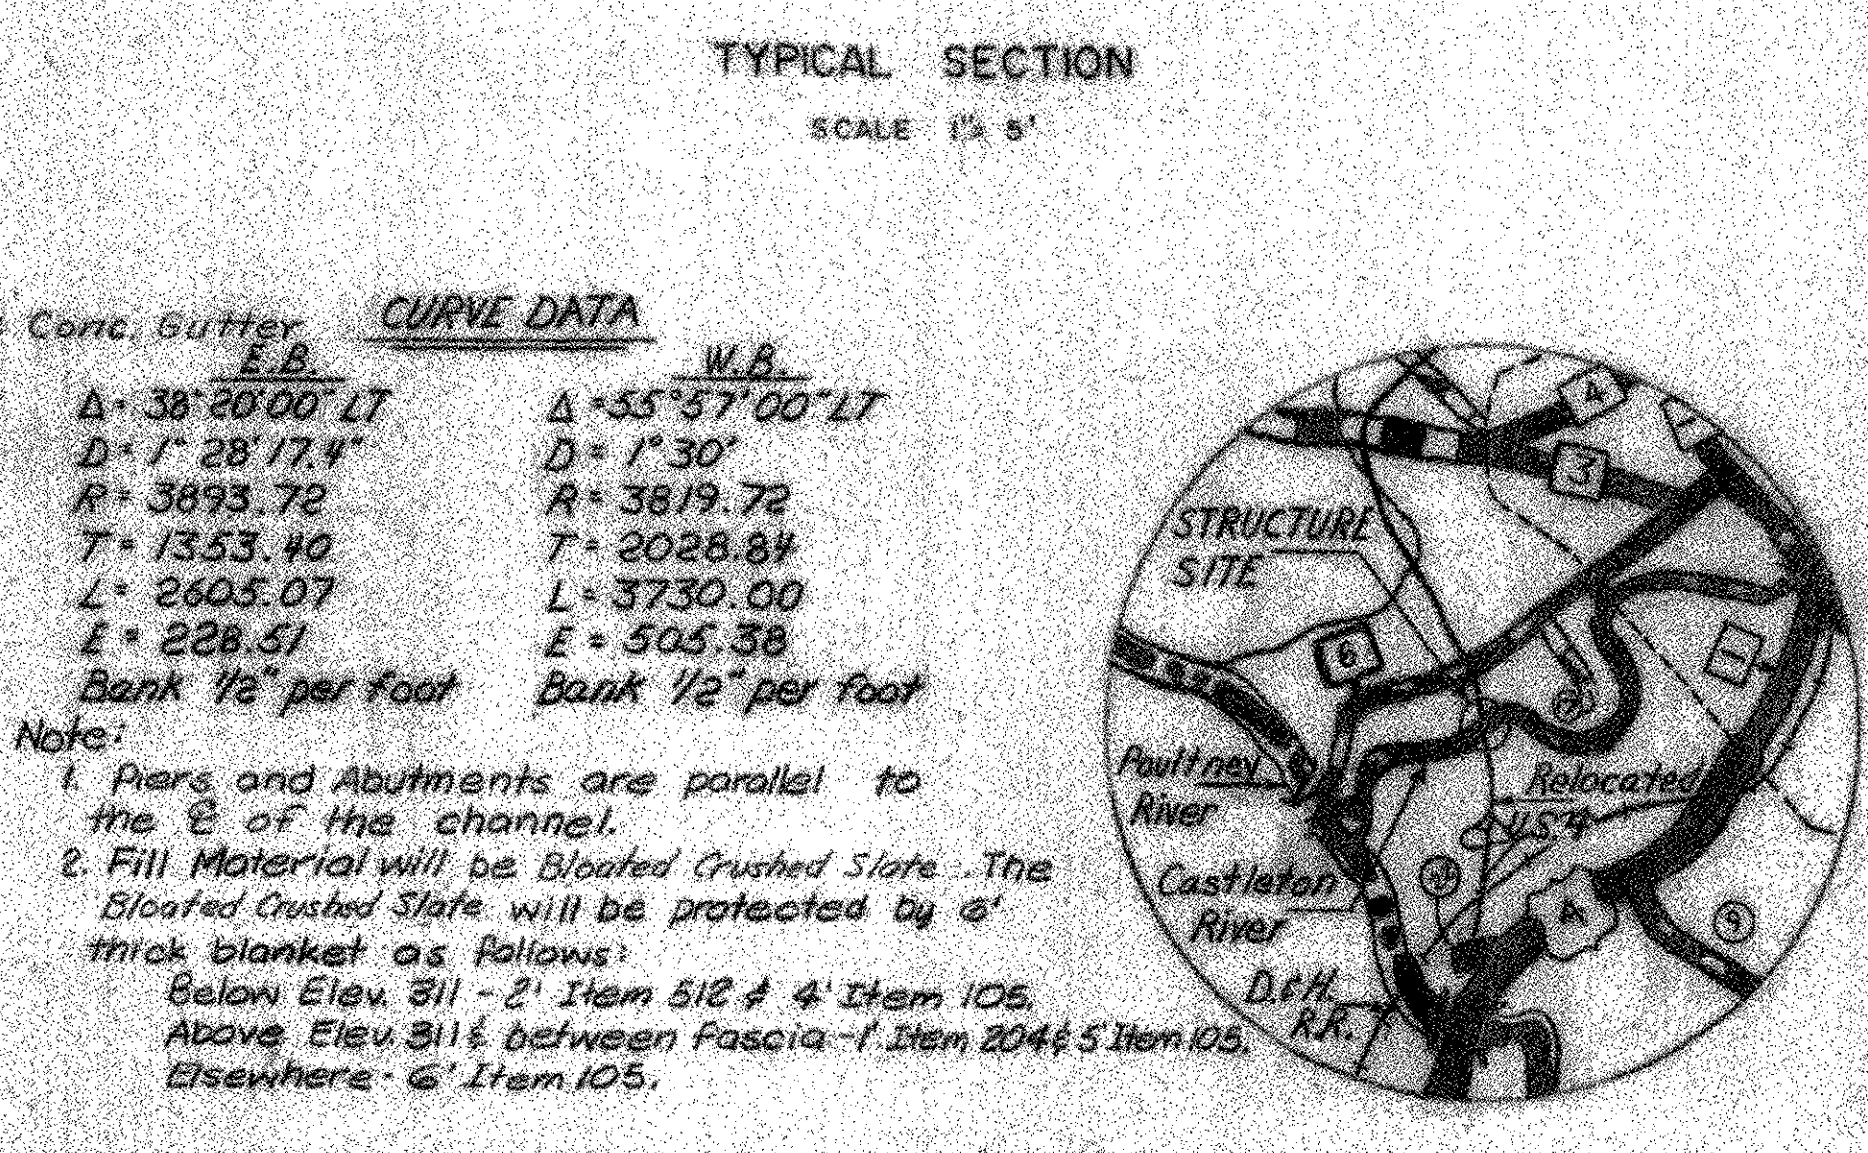 TYPICAL SECTION
SCALE 1"= 5'
Conc. Gutter
CURVE DATA
E.B.
Δ = 38°20'00" LT
D = 1° 28' 17.4"
R = 3893.72
T = 1353.40
L = 2605.07
E = 228.51
Bank 1/2" per foot
W.B.
Δ = 55°57'00" LT
D = 1°30'
R = 3819.72
T = 2028.84
L = 3730.00
E = 505.38
Bank 1/2" per foot
Note:
1. Piers and Abutments are parallel to
the ℄ of the channel.
2. Fill Material will be Bloated Crushed Slate. The
Bloated Crushed Slate will be protected by 6'
thick blanket as follows:
Below Elev. 311 - 2' Item 512 & 4' Item 105.
Above Elev. 311 & between fascia - 1' Item 204 & 5' Item 105.
Elsewhere - 6' Item 105.
4
1
3
STRUCTURE
SITE
6
1
Poultney
River
Relocated
U.S. 4
Castleton
River
A
9
D.&H.
R.R.